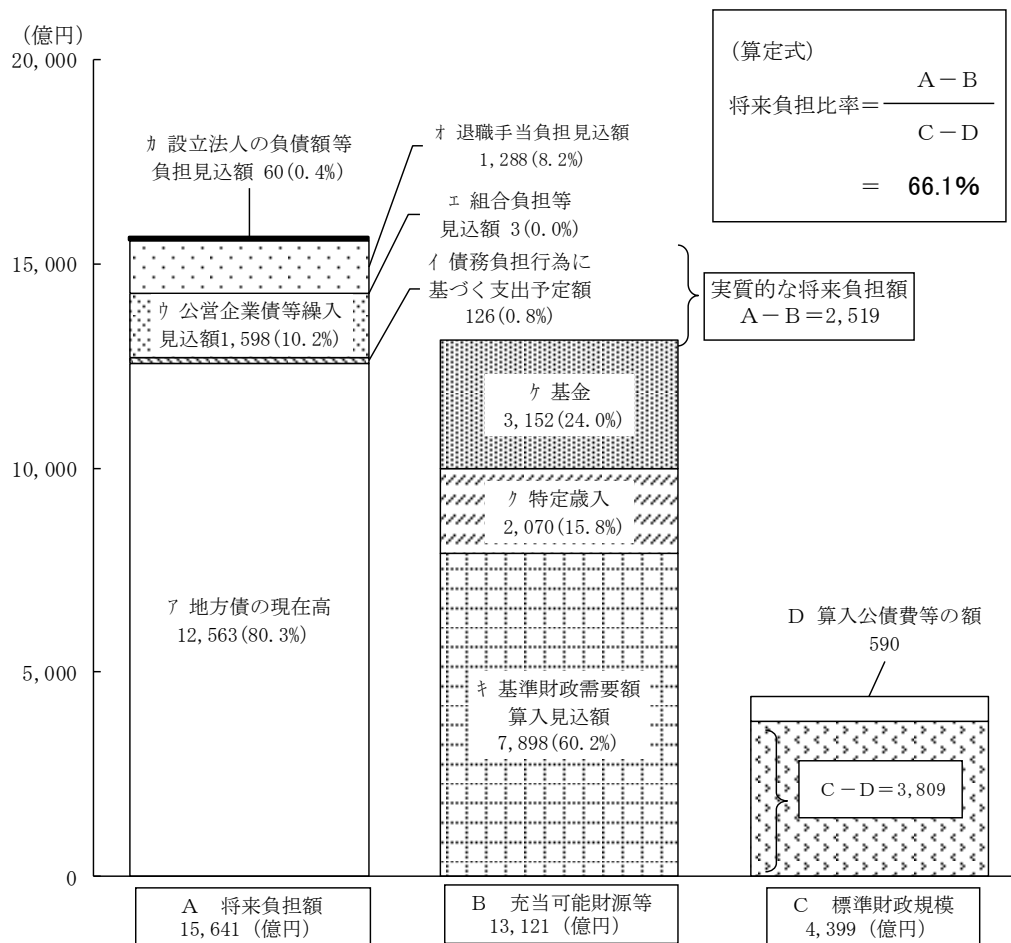 (億円)
20,000
15,000
10,000
5,000
0
(算定式)
将来負担比率＝
A－B
C－D
＝ 66.1%
ｶ 設立法人の負債額等
負担見込額 60(0.4%)
ｵ 退職手当負担見込額
1,288(8.2%)
ｴ 組合負担等
見込額 3(0.0%)
ｲ 債務負担行為に
基づく支出予定額
126(0.8%)
ｳ 公営企業債等繰入
見込額1,598(10.2%)
実質的な将来負担額
A－B＝2,519
ｹ 基金
3,152(24.0%)
ｸ 特定歳入
2,070(15.8%)
ｱ 地方債の現在高
12,563(80.3%)
ｷ 基準財政需要額
算入見込額
7,898(60.2%)
D 算入公債費等の額
590
C－D＝3,809
A 将来負担額
15,641 (億円)
B 充当可能財源等
13,121 (億円)
C 標準財政規模
4,399 (億円)